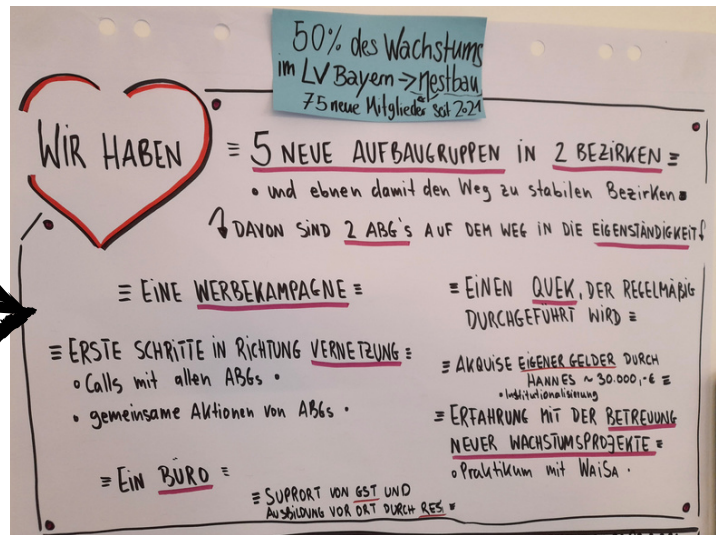 50% des Wachstums
im LV Bayern → Nestbau
75 neue Mitglieder seit 2021
WIR HABEN
≡ 5 NEUE AUFBAUGRUPPEN IN 2 BEZIRKEN ≡
• und ebnen damit den Weg zu stabilen Bezirken
DAVON SIND 2 ABG's AUF DEM WEG IN DIE EIGENSTÄNDIGKEIT
≡ EINE WERBEKAMPAGNE ≡
≡ ERSTE SCHRITTE IN RICHTUNG VERNETZUNG ≡
• Calls mit allen ABGs •
• gemeinsame Aktionen von ABGs •
≡ EIN BÜRO ≡
≡ SUPPORT VON GST UND
AUSBILDUNG VOR ORT DURCH RES. ≡
≡ EINEN QUEK, DER REGELMÄßIG
DURCHGEFÜHRT WIRD ≡
≡ AKQUISE EIGENER GELDER DURCH
HANNES ~ 30.000,-€ ≡
• Institutionalisierung
≡ ERFAHRUNG MIT DER BETREUUNG
NEUER WACHSTUMSPROJEKTE ≡
• Praktikum mit WaiSA •